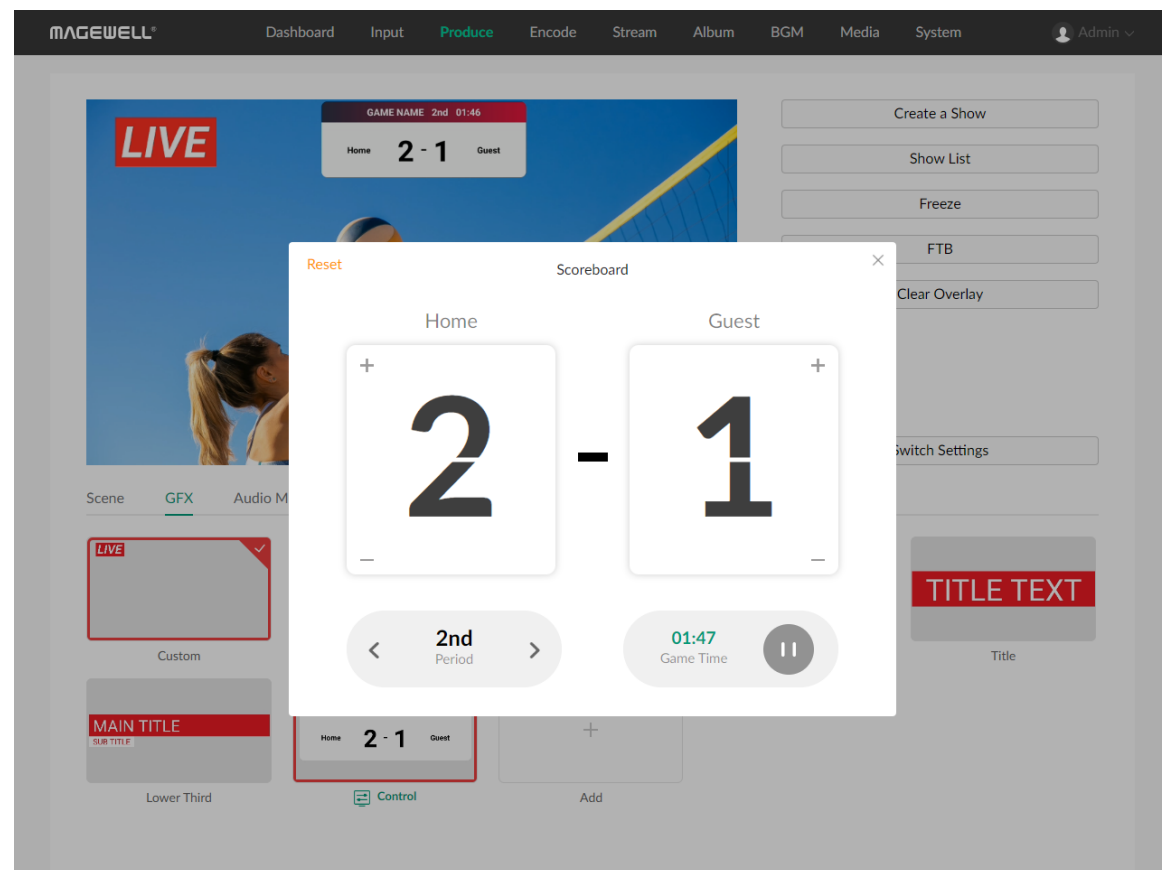 MAGEWELL®
Dashboard Input Produce Encode Stream Album BGM Media System Admin
LIVE
GAME NAME 2nd 01:46
Home 2 - 1 Guest
Create a Show
Show List
Freeze
FTB
Clear Overlay
Switch Settings
Reset Scoreboard
Home Guest
+ +
2 - 1
2nd
Period
01:47
Game Time
Scene GFX Audio M
LIVE
Custom
TITLE TEXT
Title
MAIN TITLE
SUB TITLE
Lower Third
Home 2 - 1 Guest
Control
+
Add